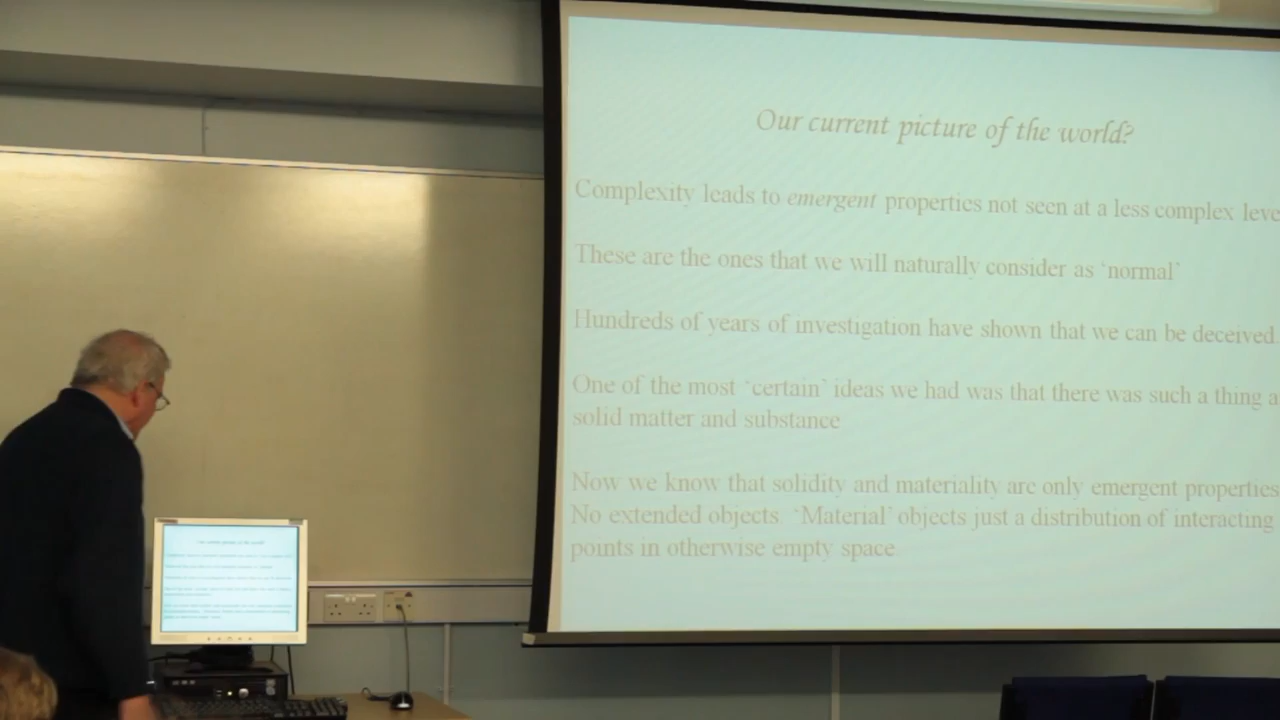 Our current picture of the world?
Complexity leads to emergent properties not seen at a less complex leve
These are the ones that we will naturally consider as 'normal'
Hundreds of years of investigation have shown that we can be deceived.
One of the most 'certain' ideas we had was that there was such a thing a
solid matter and substance
Now we know that solidity and materiality are only emergent properties
No extended objects 'Material' objects just a distribution of interacting
points in otherwise empty space.